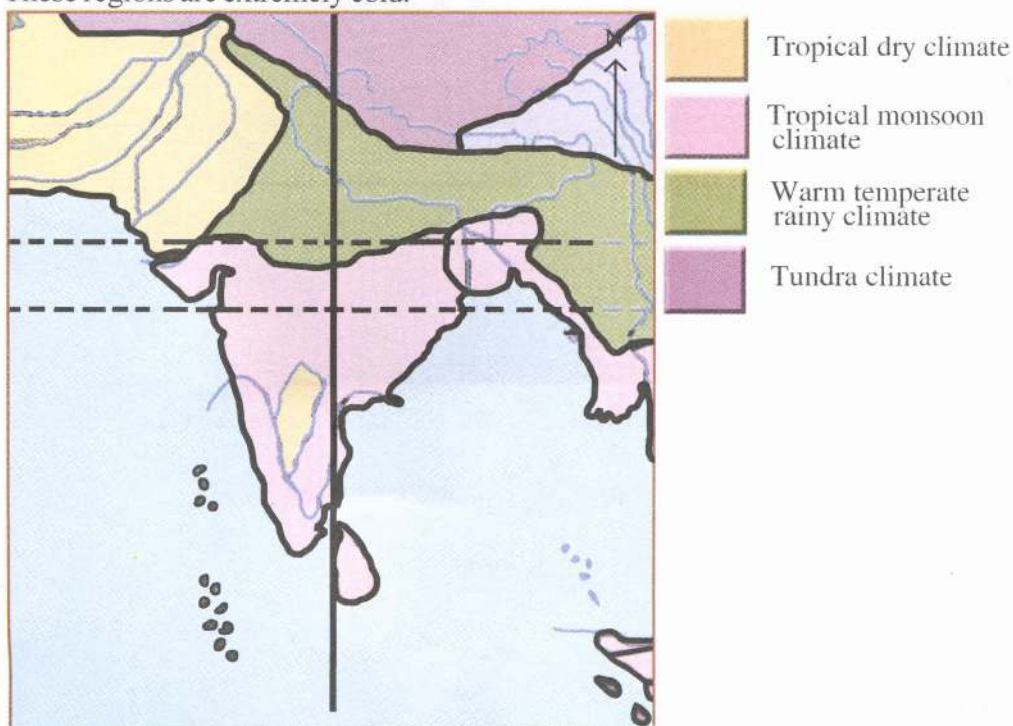 These regions are extremely cold.
N
Tropical dry climate
Tropical monsoon
climate
Warm temperate
rainy climate
Tundra climate